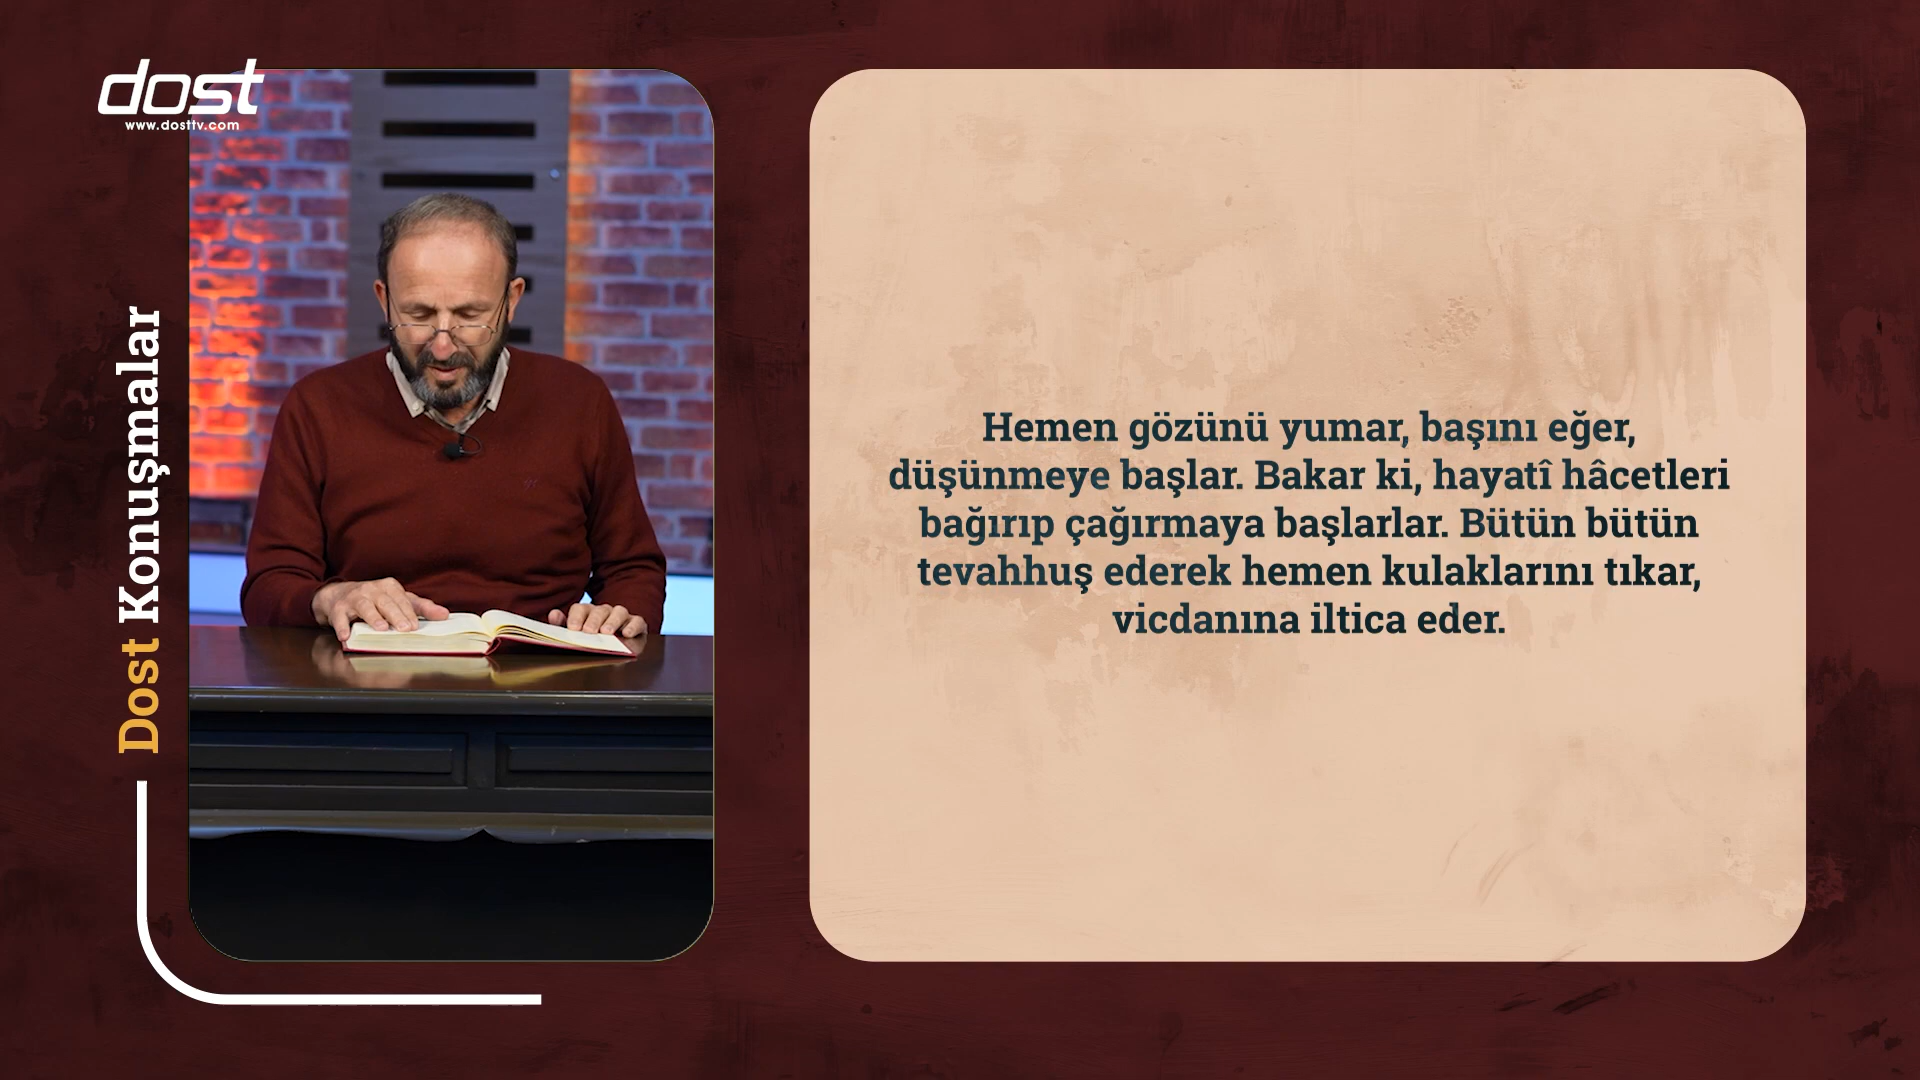 dost
www.dosttv.com
Dost Konuşmalar
Hemen gözünü yumar, başını eğer,
düşünmeye başlar. Bakar ki, hayatî hâcetleri
bağırıp çağırmaya başlarlar. Bütün bütün
tevahhuş ederek hemen kulaklarını tıkar,
vicdanına iltica eder.